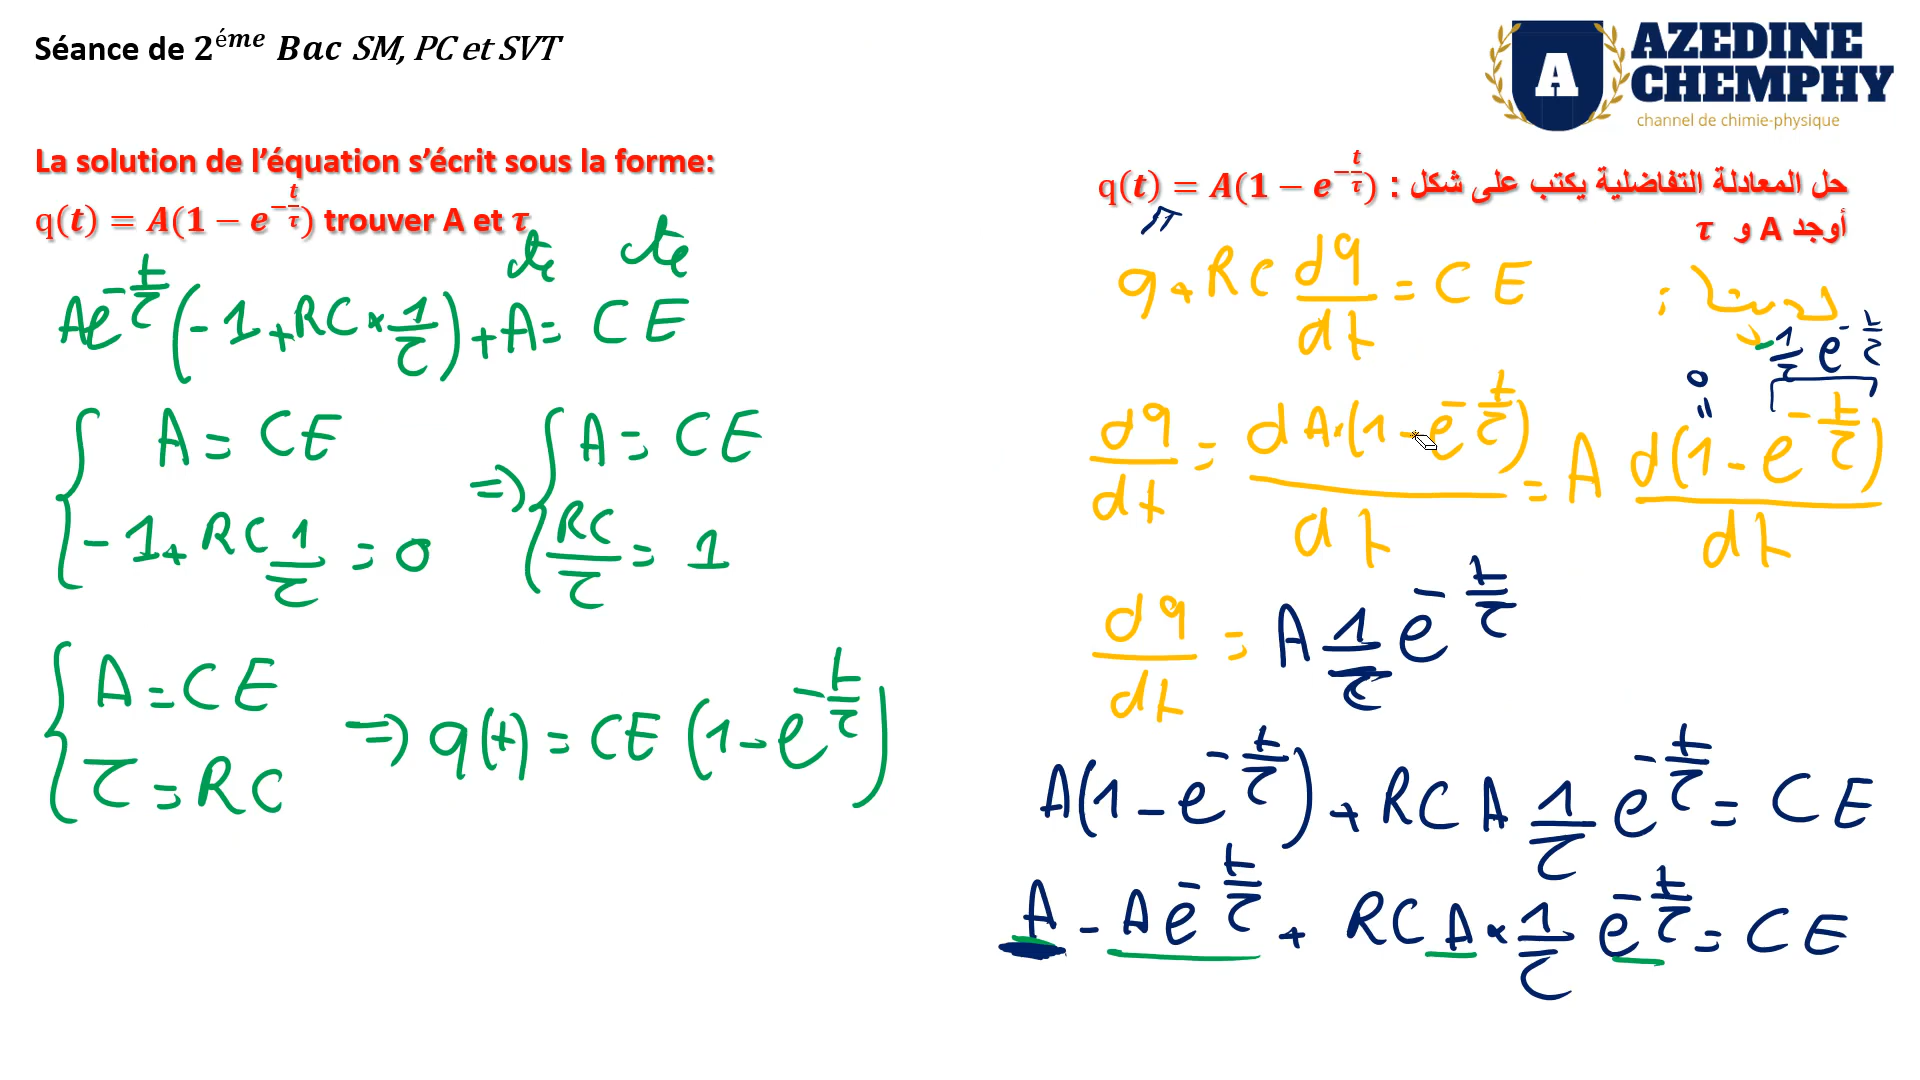 Séance de 2éme Bac SM, PC et SVT
AZEDINE
CHEMPHY
A
channel de chimie-physique
La solution de l'équation s'écrit sous la forme:
q(t) = A(1 − e^{−t/τ}) trouver A et τ
حل المعادلة التفاضلية يكتب على شكل : q(t) = A(1 − e^{−t/τ})
أوجد A و τ
q + RC dq/dt = CE
-1/τ e^{-t/τ}
0
=
dq/dt = dA×(1 - e^{-t/τ})/dt = A d(1 - e^{-t/τ})/dt
dq/dt = A 1/τ e^{-t/τ}
A(1 - e^{-t/τ}) + RC A 1/τ e^{-t/τ} = CE
A - Ae^{-t/τ} + RC A × 1/τ e^{-t/τ} = CE
cte cte
Ae^{-t/τ} (-1 + RC × 1/τ) + A = CE
{ A = CE
-1 + RC 1/τ = 0
=> { A = CE
RC/τ = 1
{ A = CE
τ = RC
=> q(t) = CE (1 - e^{-t/τ})